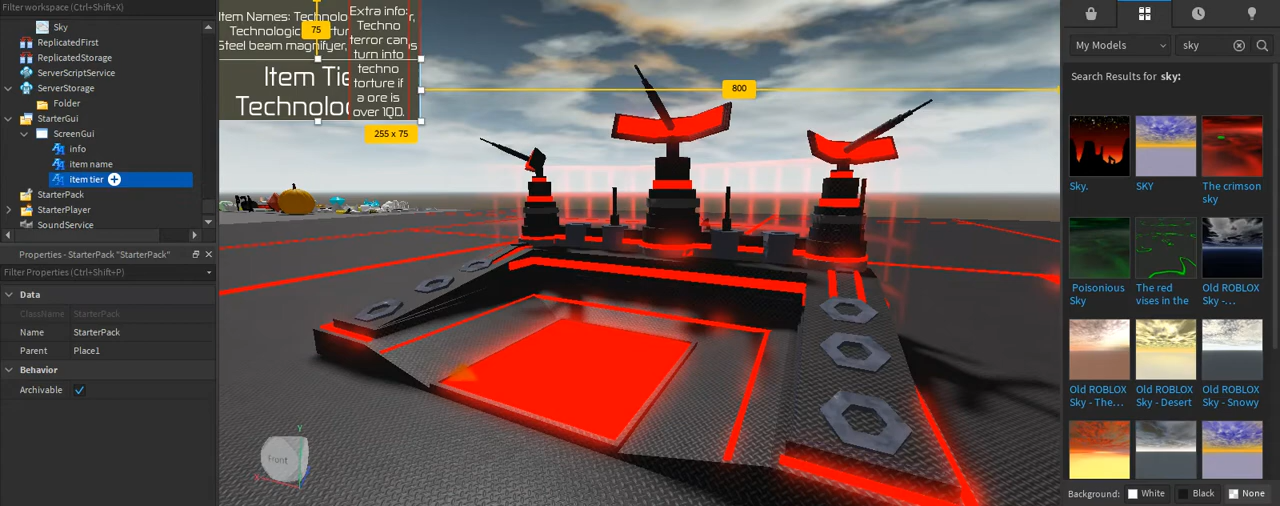 Filter workspace (Ctrl+Shift+X)
Sky
ReplicatedFirst
ReplicatedStorage
ServerScriptService
ServerStorage
Folder
StarterGui
ScreenGui
info
item name
item tier
StarterPack
StarterPlayer
SoundService
Properties - StarterPack "StarterPack"
Filter Properties (Ctrl+Shift+P)
Data
ClassName StarterPack
Name StarterPack
Parent Place1
Behavior
Archivable
Item Names:
Steel beam magnifyer,
75
Item Tie
Technolo
Extra info:
Techno
terror can
turn into
techno
torture if
a ore is
over 1QD.
255 x 75
800
Front
Y
My Models
sky
Search Results for sky:
Sky.
SKY
The crimson
sky
Poisonious
Sky
The red
vises in the
Old ROBLOX
Sky -...
Old ROBLOX
Sky - The...
Old ROBLOX
Sky - Desert
Old ROBLOX
Sky - Snowy
Background: White Black None